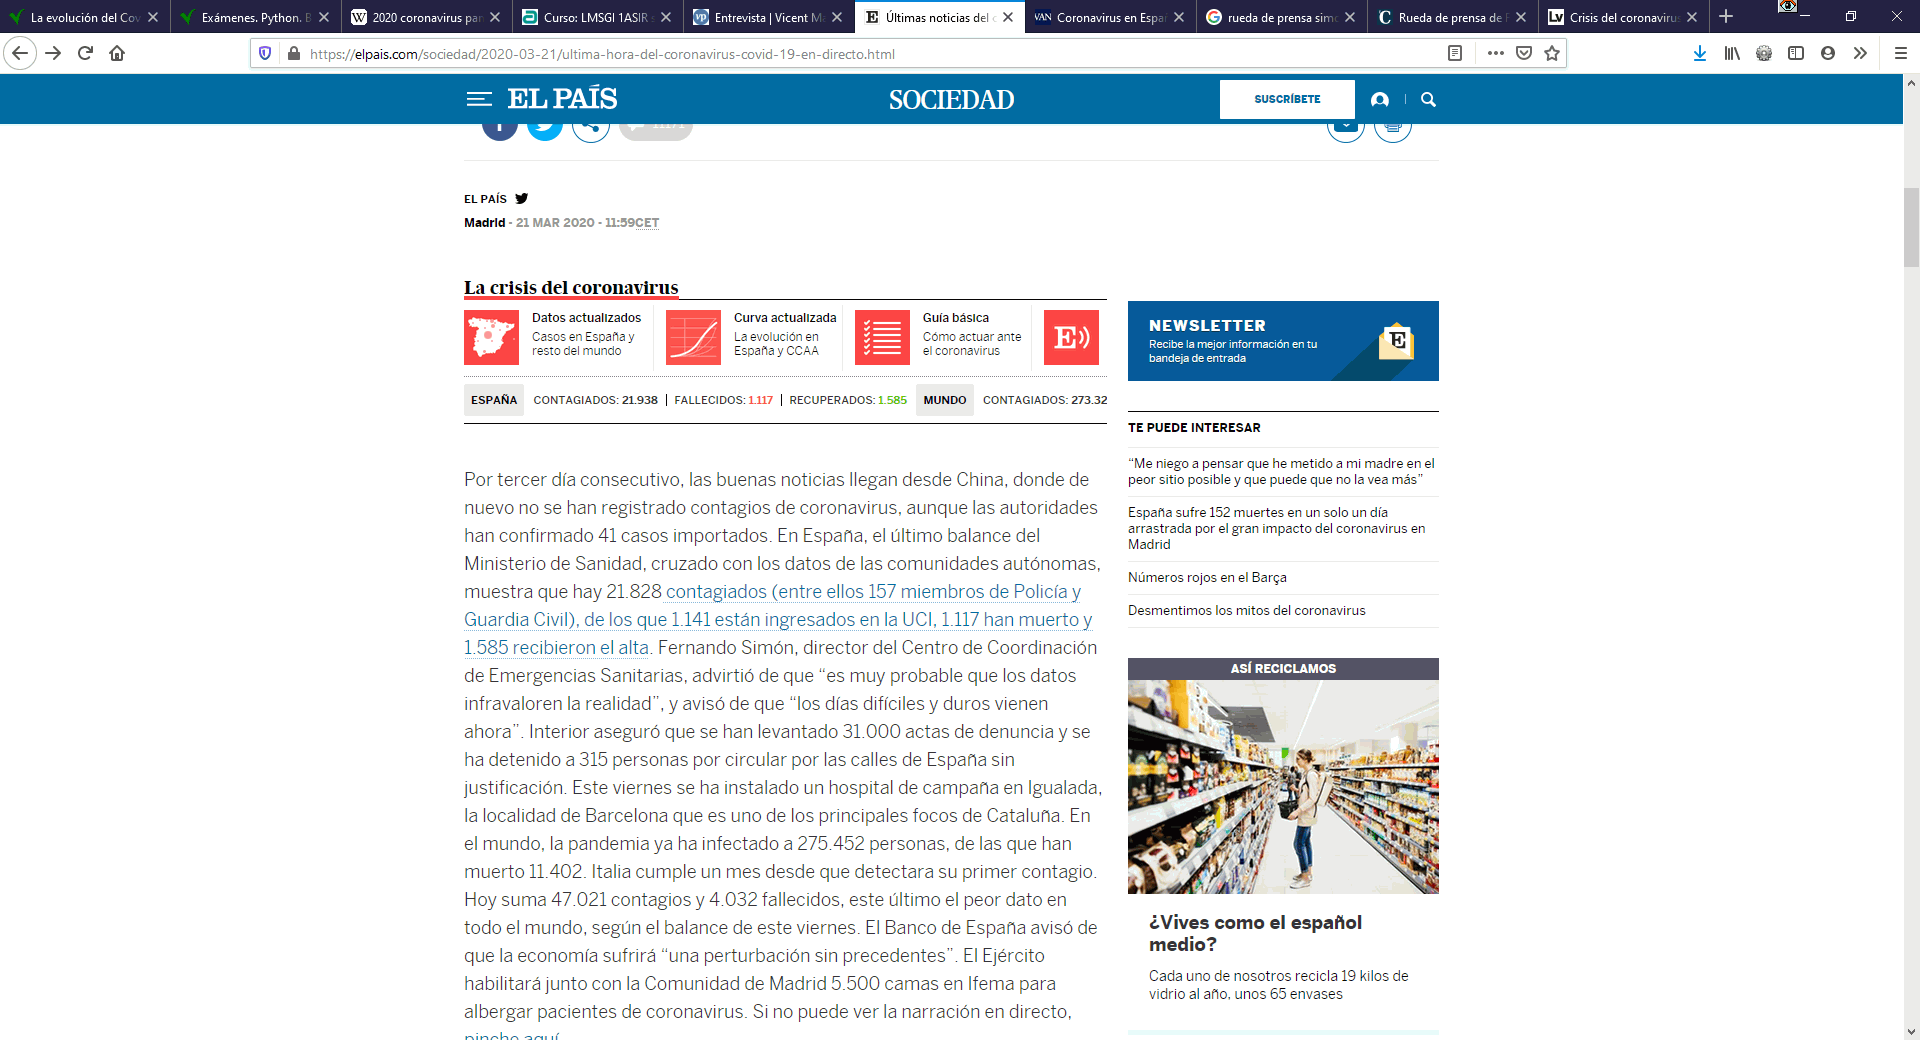 La evolución del Cov
Exámenes. Python. B
2020 coronavirus pan
Curso: LMSGI 1ASIR s
Entrevista | Vicent Ma
Últimas noticias del c
Coronavirus en Espa
rueda de prensa simo
Rueda de prensa de F
Crisis del coronavirus
https://elpais.com/sociedad/2020-03-21/ultima-hora-del-coronavirus-covid-19-en-directo.html
EL PAÍS
SOCIEDAD
SUSCRÍBETE
EL PAÍS
Madrid - 21 MAR 2020 - 11:59CET
La crisis del coronavirus
Datos actualizados
Casos en España y
resto del mundo
Curva actualizada
La evolución en
España y CCAA
Guía básica
Cómo actuar ante
el coronavirus
ESPAÑA CONTAGIADOS: 21.938 | FALLECIDOS: 1.117 | RECUPERADOS: 1.585 MUNDO CONTAGIADOS: 273.32
Por tercer día consecutivo, las buenas noticias llegan desde China, donde de
nuevo no se han registrado contagios de coronavirus, aunque las autoridades
han confirmado 41 casos importados. En España, el último balance del
Ministerio de Sanidad, cruzado con los datos de las comunidades autónomas,
muestra que hay 21.828 contagiados (entre ellos 157 miembros de Policía y
Guardia Civil), de los que 1.141 están ingresados en la UCI, 1.117 han muerto y
1.585 recibieron el alta. Fernando Simón, director del Centro de Coordinación
de Emergencias Sanitarias, advirtió de que “es muy probable que los datos
infravaloren la realidad”, y avisó de que “los días difíciles y duros vienen
ahora”. Interior aseguró que se han levantado 31.000 actas de denuncia y se
ha detenido a 315 personas por circular por las calles de España sin
justificación. Este viernes se ha instalado un hospital de campaña en Igualada,
la localidad de Barcelona que es uno de los principales focos de Cataluña. En
el mundo, la pandemia ya ha infectado a 275.452 personas, de las que han
muerto 11.402. Italia cumple un mes desde que detectara su primer contagio.
Hoy suma 47.021 contagios y 4.032 fallecidos, este último el peor dato en
todo el mundo, según el balance de este viernes. El Banco de España avisó de
que la economía sufrirá “una perturbación sin precedentes”. El Ejército
habilitará junto con la Comunidad de Madrid 5.500 camas en Ifema para
albergar pacientes de coronavirus. Si no puede ver la narración en directo,
pinche aquí
NEWSLETTER
Recibe la mejor información en tu
bandeja de entrada
TE PUEDE INTERESAR
“Me niego a pensar que he metido a mi madre en el
peor sitio posible y que puede que no la vea más”
España sufre 152 muertes en un solo un día
arrastrada por el gran impacto del coronavirus en
Madrid
Números rojos en el Barça
Desmentimos los mitos del coronavirus
ASÍ RECICLAMOS
¿Vives como el español
medio?
Cada uno de nosotros recicla 19 kilos de
vidrio al año, unos 65 envases